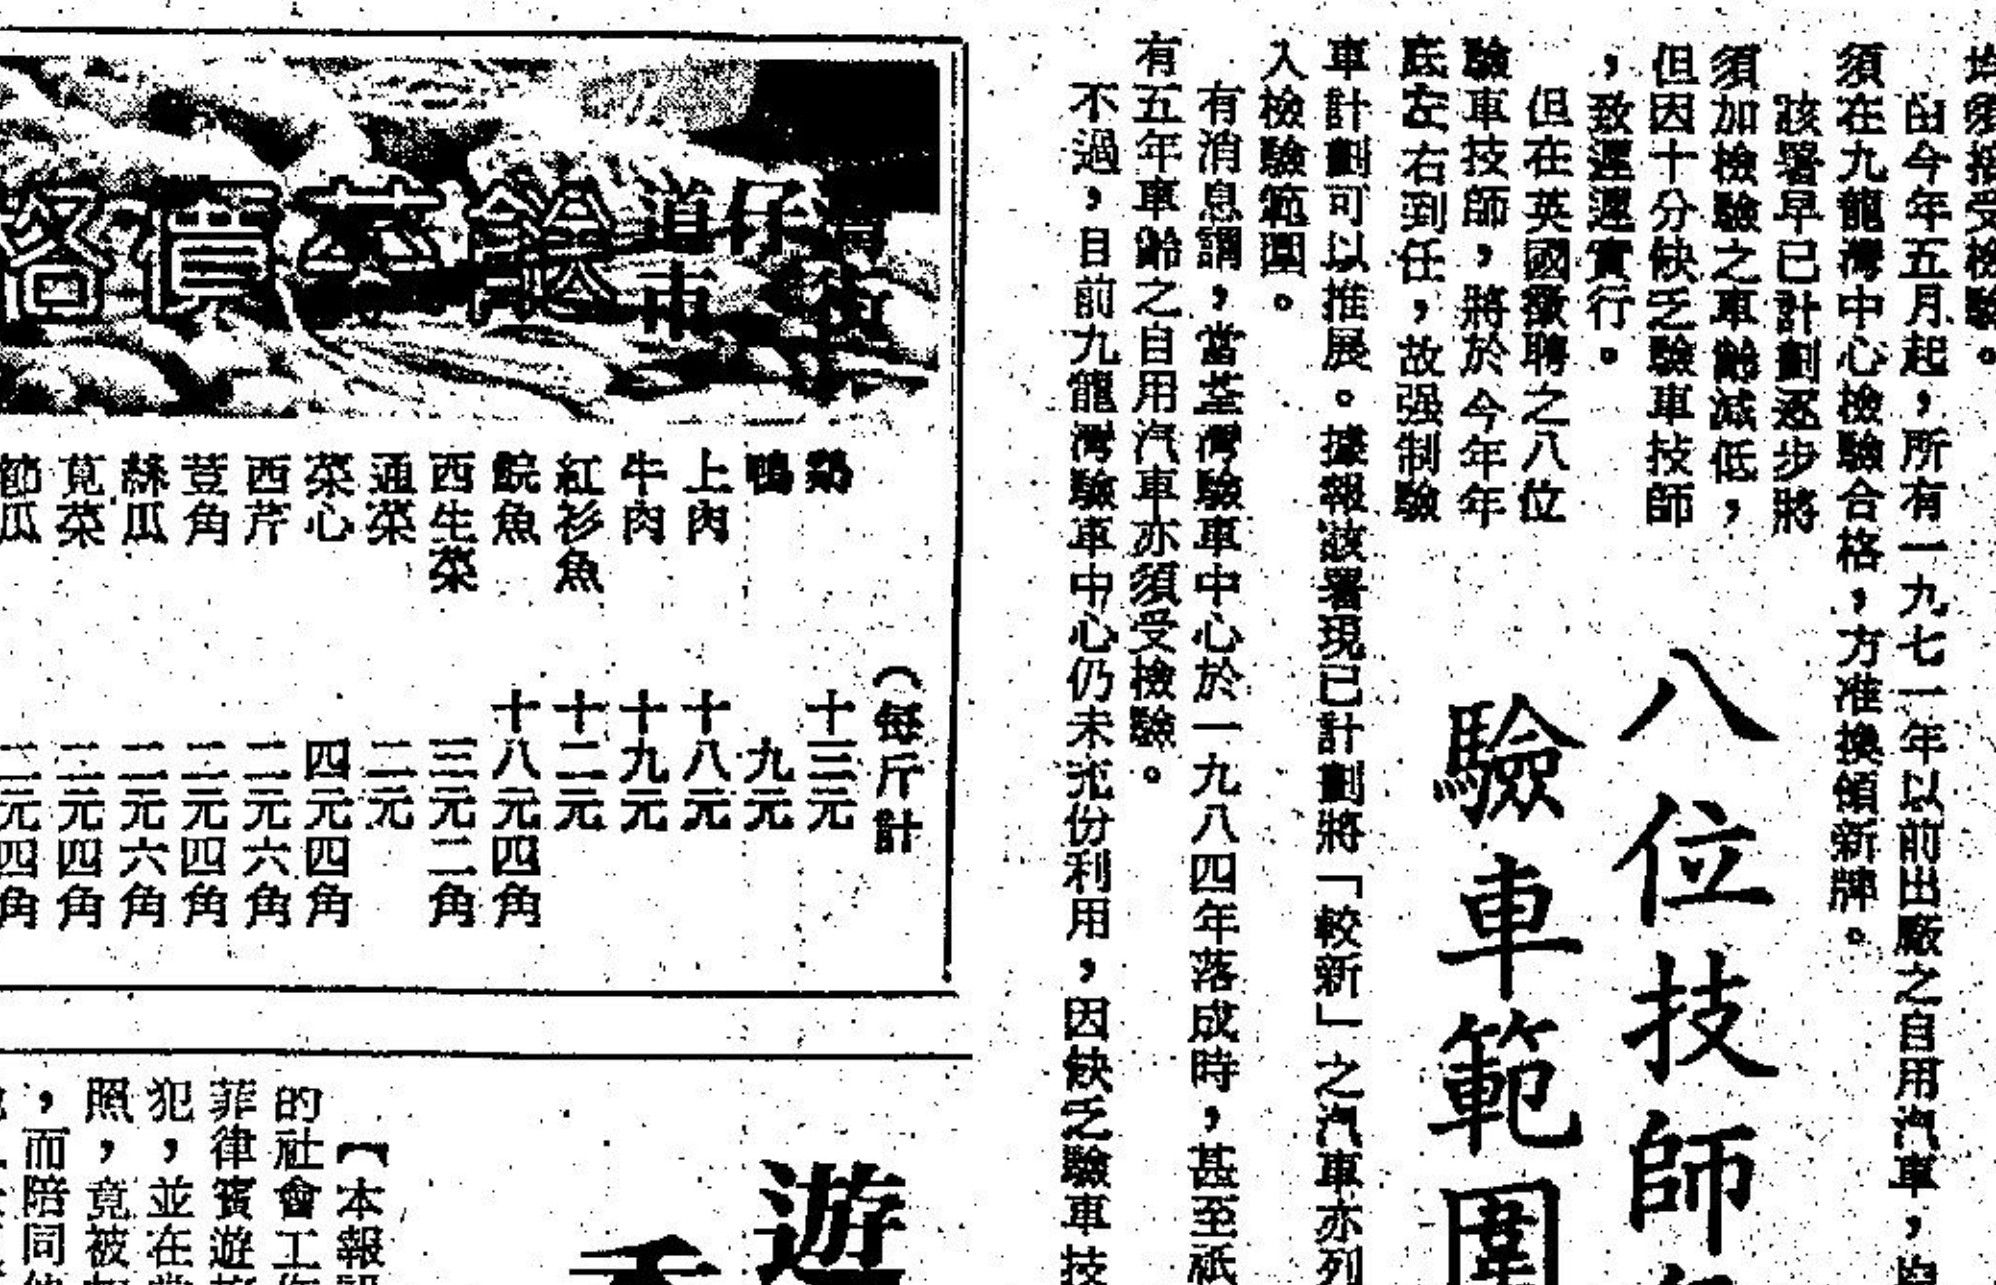 均須接受檢驗。
由今年五月起，所有一九七一年以前出廠之自用汽車，均
須在九龍灣中心檢驗合格，方准換領新牌。
該署早已計劃逐步將
須加檢驗之車齡減低，
但因十分缺乏驗車技師
，致遲遲實行。
但在英國徵聘之八位
驗車技師，將於今年年
底左右到任，故强制驗
車計劃可以推展。據報該署現已計劃將「較新」之汽車亦列
入檢驗範圍。
有消息謂，當荃灣驗車中心於一九八四年落成時，甚至祇
有五年車齡之自用汽車亦須受檢驗。
不過，目前九龍灣驗車中心仍未充份利用，因缺乏驗車技
八位技師
驗車範圍
灣仔道街市
餸菜價格
（每斤計
鷄 十三元
鴨 九元
上肉 十八元
牛肉 十九元
紅衫魚 十二元
鯇魚 十八元四角
西生菜 三元二角
通菜 二元
菜心 四元四角
西芹 二元六角
荳角 二元四角
絲瓜 二元六角
莧菜 二元四角
節瓜 二元四角
遊
香
【本報
的社會工作
菲律賓遊
犯，並在
照，竟被
，而陪同